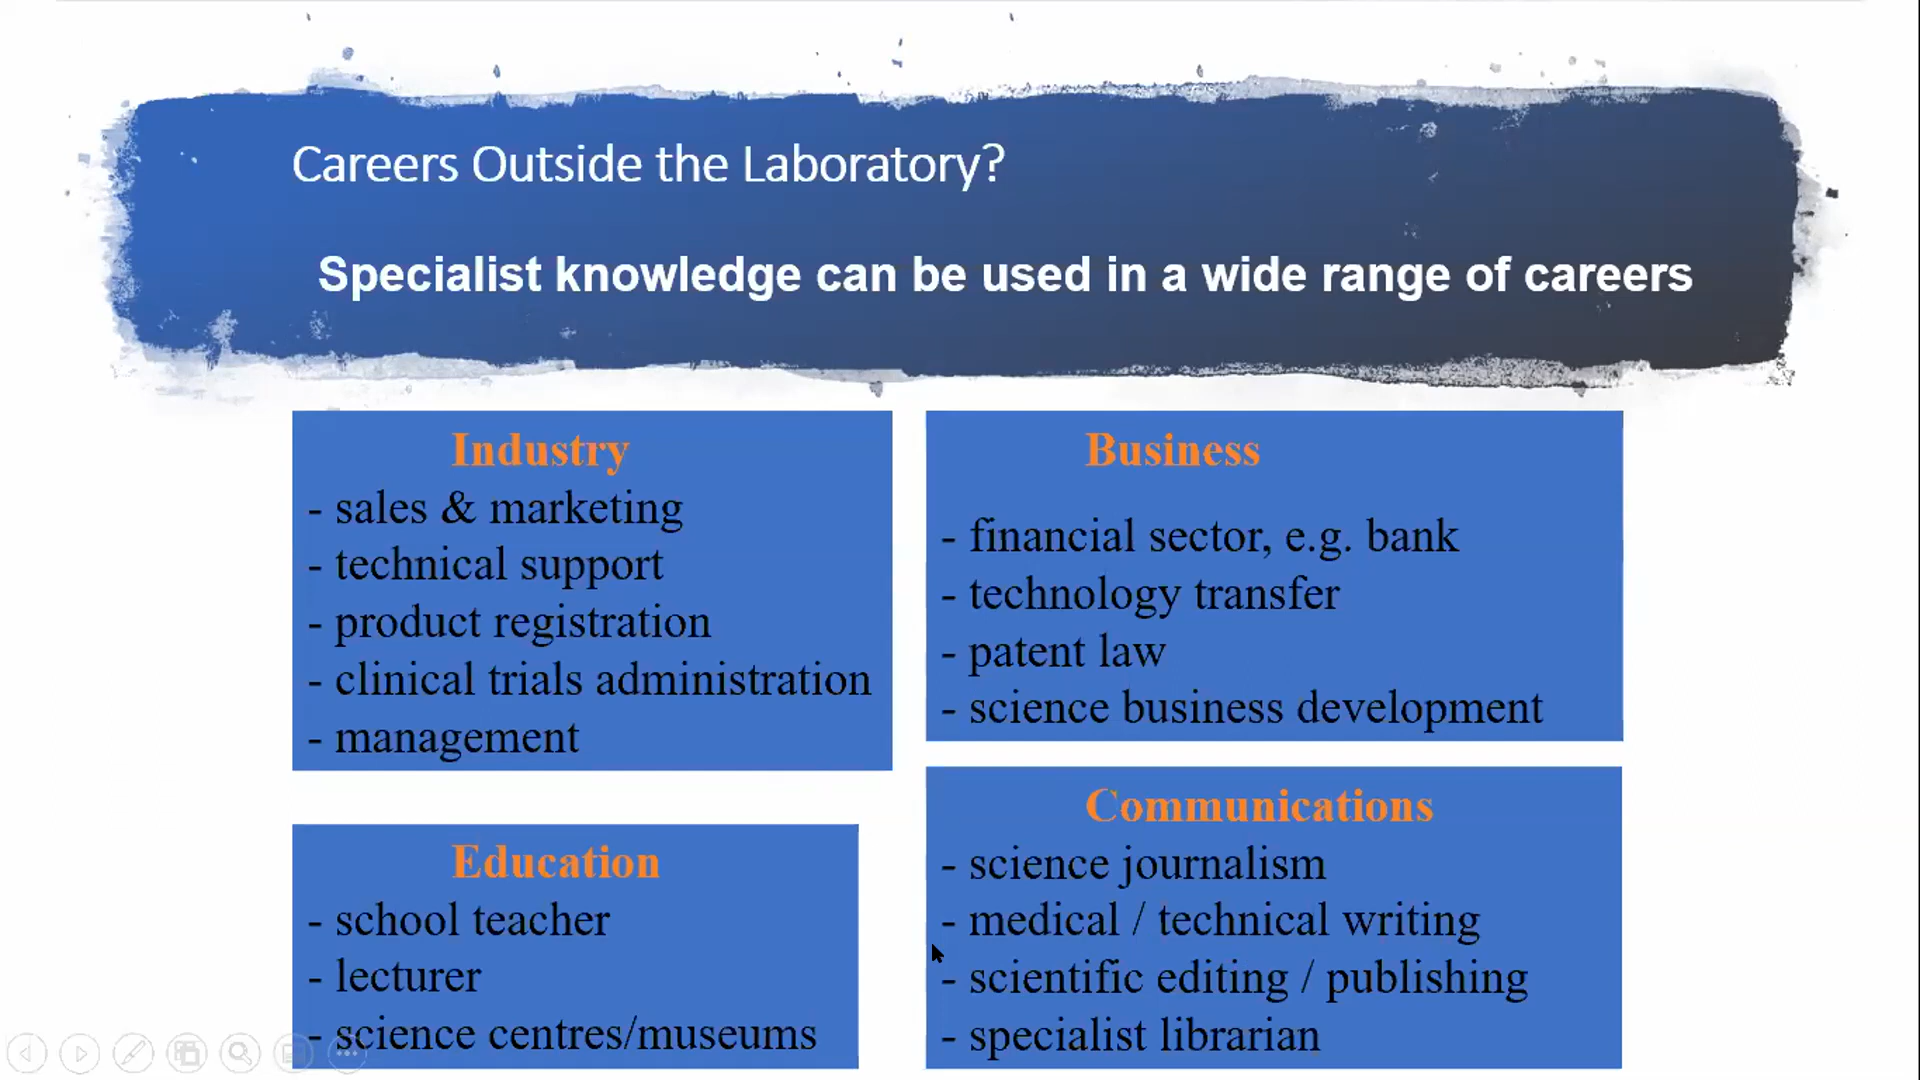 Careers Outside the Laboratory?
Specialist knowledge can be used in a wide range of careers
Industry
- sales & marketing
- technical support
- product registration
- clinical trials administration
- management
Business
- financial sector, e.g. bank
- technology transfer
- patent law
- science business development
Education
- school teacher
- lecturer
- science centres/museums
Communications
- science journalism
- medical / technical writing
- scientific editing / publishing
- specialist librarian